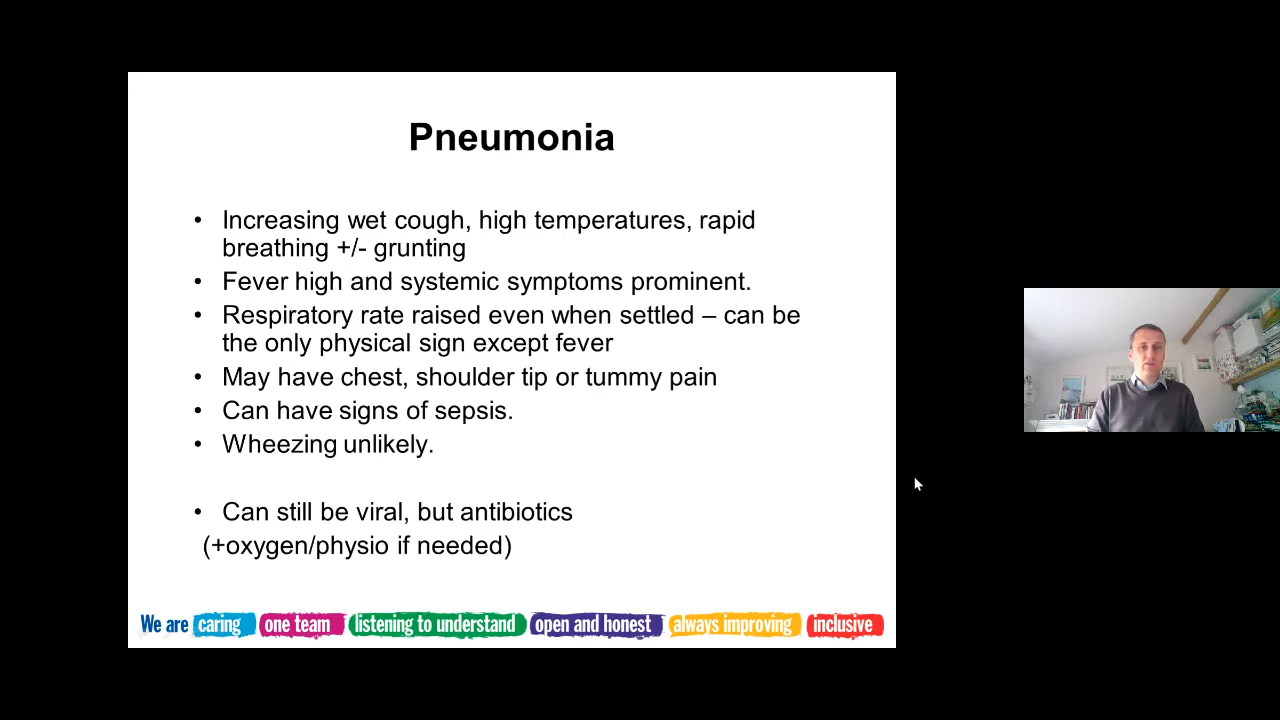 Pneumonia
• Increasing wet cough, high temperatures, rapid
breathing +/- grunting
• Fever high and systemic symptoms prominent.
• Respiratory rate raised even when settled – can be
the only physical sign except fever
• May have chest, shoulder tip or tummy pain
• Can have signs of sepsis.
• Wheezing unlikely.
• Can still be viral, but antibiotics
(+oxygen/physio if needed)
We are caring one team listening to understand open and honest always improving inclusive